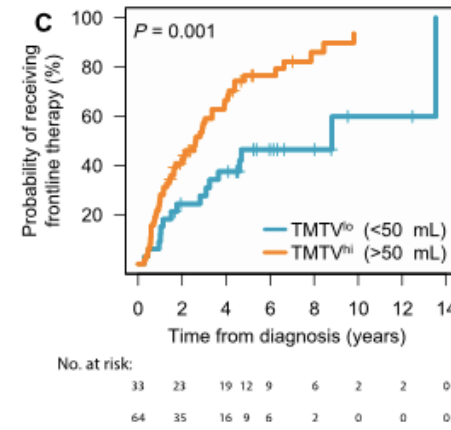 C
P = 0.001
Probability of receiving
frontline therapy (%)
100
80
60
40
20
TMTVlo (<50 mL)
TMTVhi (>50 mL)
0 2 4 6 8 10 12 14
Time from diagnosis (years)
No. at risk:
33 23 19 12 9 6 2 2 0
64 35 16 9 6 2 0 0 0